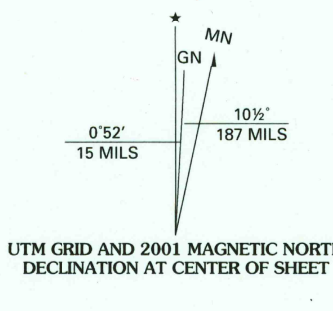 MN
GN
0°52'
15 MILS
10½°
187 MILS
UTM GRID AND 2001 MAGNETIC NORT
DECLINATION AT CENTER OF SHEET